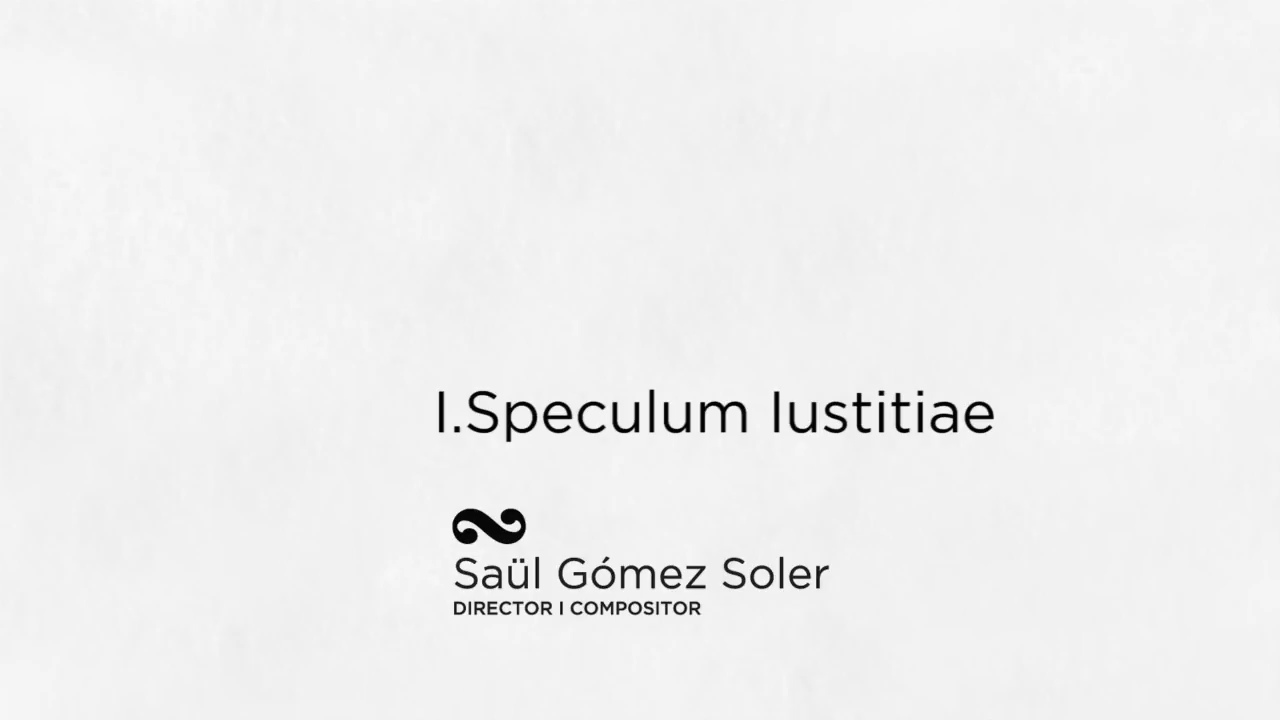 I.Speculum Iustitiae
Saül Gómez Soler
DIRECTOR I COMPOSITOR